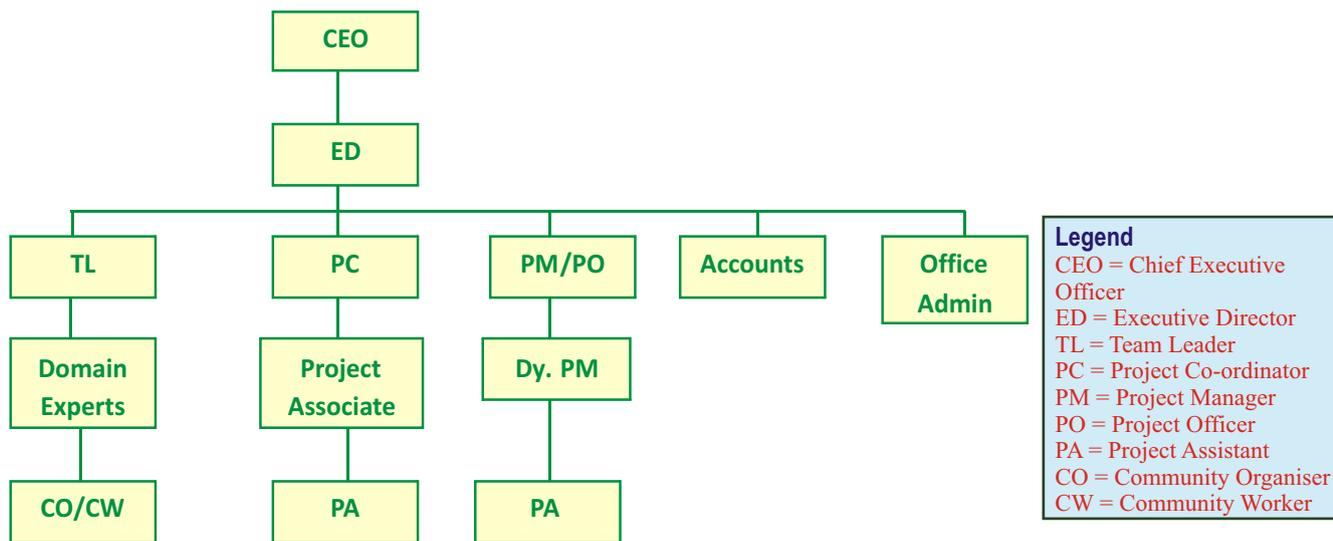 CEO
ED
TL
PC
PM/PO
Accounts
Office
Admin
Domain
Experts
Project
Associate
Dy. PM
CO/CW
PA
PA
Legend
CEO = Chief Executive
Officer
ED = Executive Director
TL = Team Leader
PC = Project Co-ordinator
PM = Project Manager
PO = Project Officer
PA = Project Assistant
CO = Community Organiser
CW = Community Worker